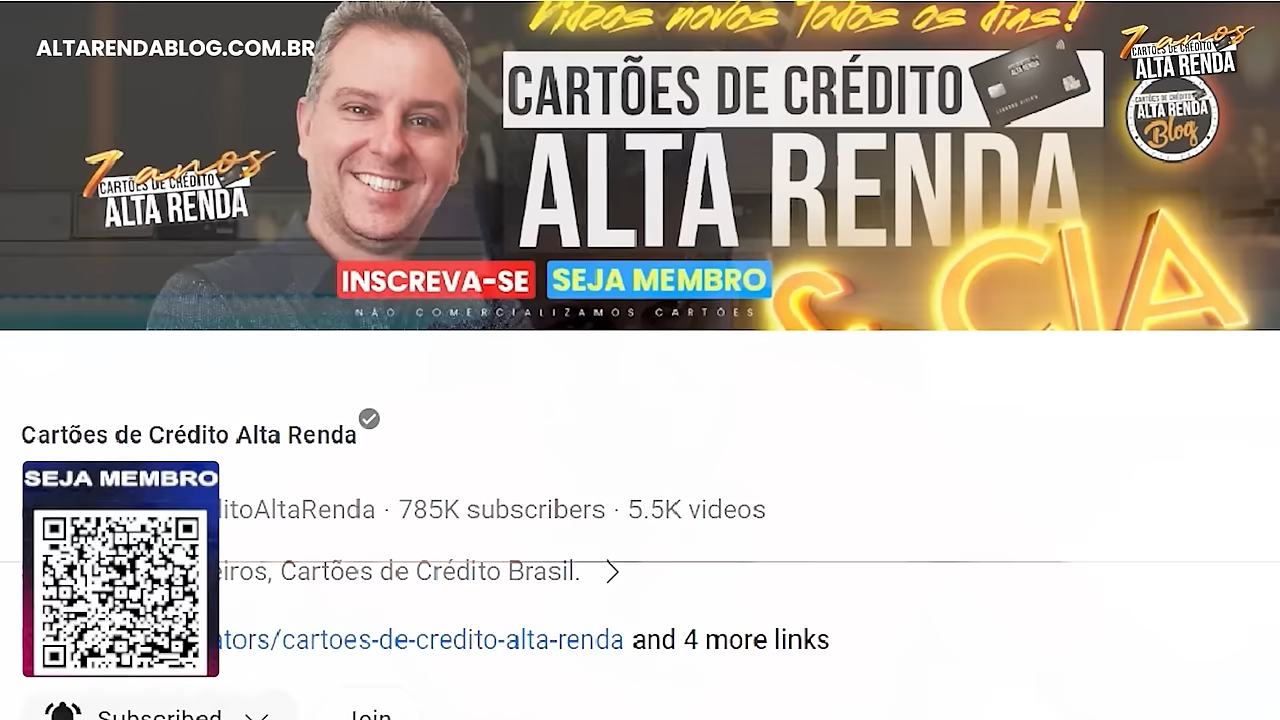 Vídeos novos Todos os dias!
ALTARENDABLOG.COM.BR
7 anos
CARTÕES DE CRÉDITO
ALTA RENDA
CARTÕES DE CRÉDITO
ALTA RENDA
7 anos
CARTÕES DE CRÉDITO
ALTA RENDA
CARTÕES DE CRÉDITO
ALTA RENDA
Blog
& CIA
INSCREVA-SE
SEJA MEMBRO
NÃO COMERCIALIZAMOS CARTÕES
Cartões de Crédito Alta Renda
SEJA MEMBRO
ditoAltaRenda · 785K subscribers · 5.5K videos
eiros, Cartões de Crédito Brasil.
ators/cartoes-de-credito-alta-renda and 4 more links
Subscribed
Join